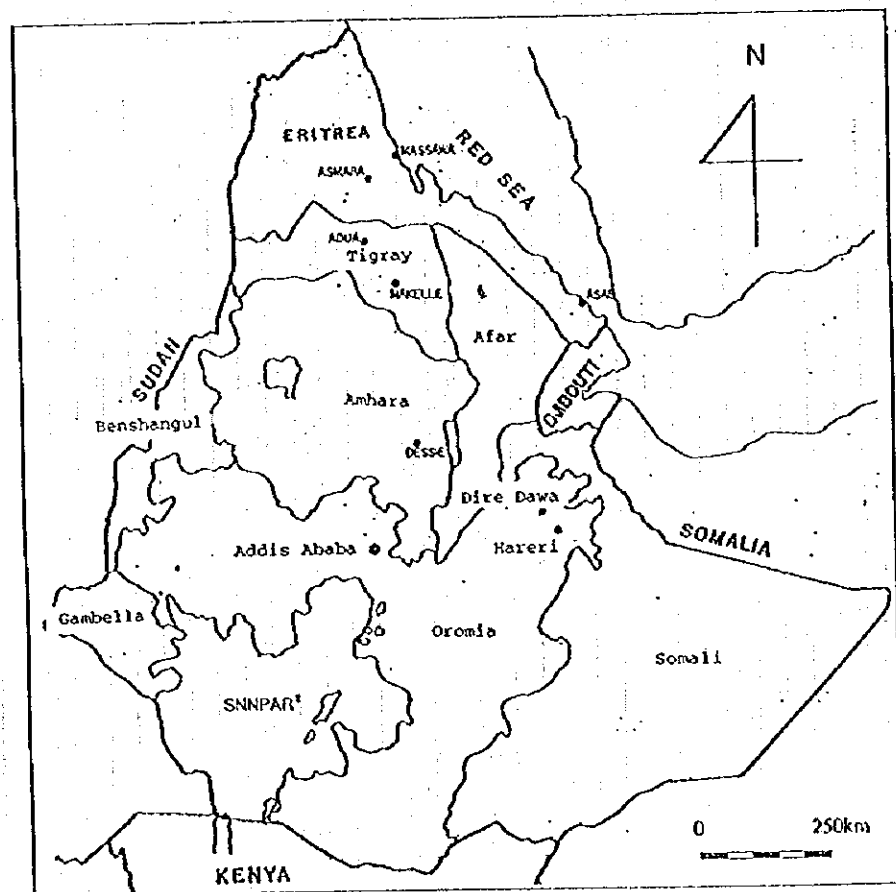 N
ERITREA
RED SEA
MASSAWA
ASMARA
ADUA
Tigray
MAKELLE
ASAB
Afar
SUDAN
DJIBOUTI
Amhara
Benshangul
DESSE
Dire Dawa
SOMALIA
Addis Ababa
Hareri
Gambella
Oromia
Somali
SNNPAR
0 250km
KENYA